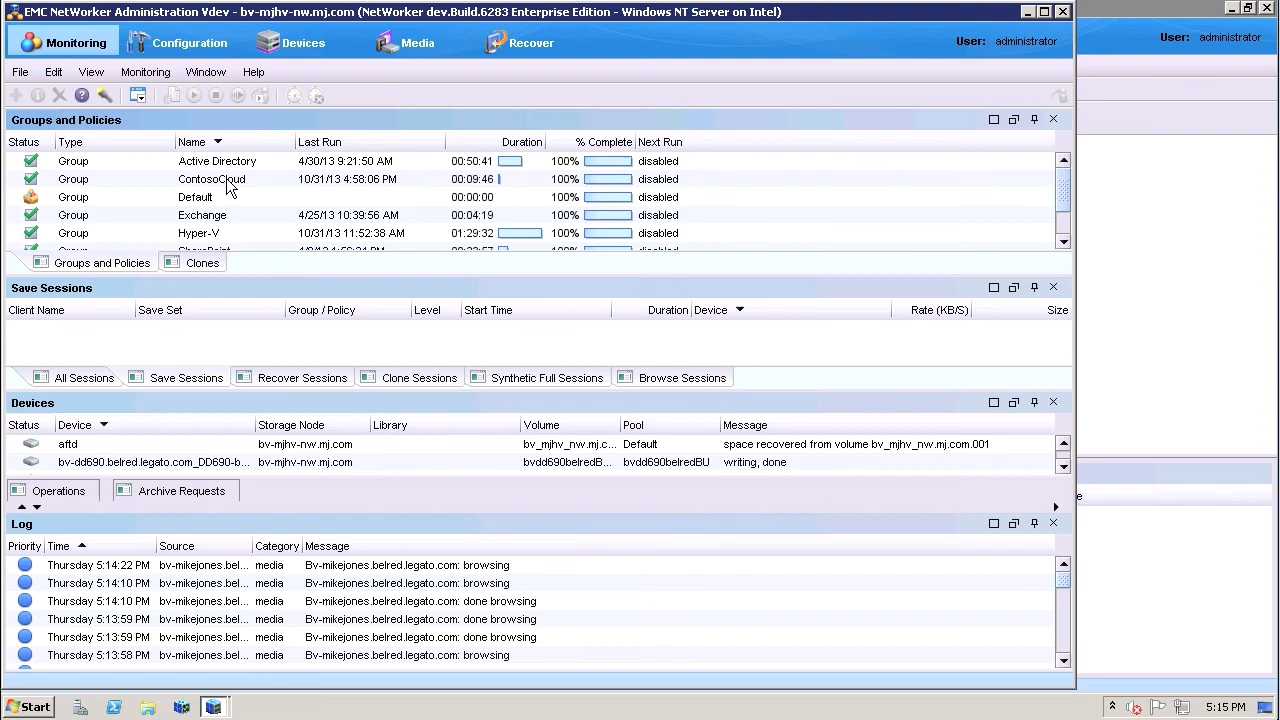 EMC NetWorker Administration Vdev - bv-mjhv-nw.mj.com (NetWorker dev.Build.6283 Enterprise Edition - Windows NT Server on Intel)
Monitoring Configuration Devices Media Recover User: administrator User: administrator
File Edit View Monitoring Window Help
Groups and Policies
Status Type Name Last Run Duration % Complete Next Run
Group Active Directory 4/30/13 9:21:50 AM 00:50:41 100% disabled
Group ContosoCloud 10/31/13 4:58:06 PM 00:09:46 100% disabled
Group Default 00:00:00 100% disabled
Group Exchange 4/25/13 10:39:56 AM 00:04:19 100% disabled
Group Hyper-V 10/31/13 11:52:38 AM 01:29:32 100% disabled
Groups and Policies Clones
Save Sessions
Client Name Save Set Group / Policy Level Start Time Duration Device Rate (KB/S) Size
All Sessions Save Sessions Recover Sessions Clone Sessions Synthetic Full Sessions Browse Sessions
Devices
Status Device Storage Node Library Volume Pool Message
aftd bv-mjhv-nw.mj.com bv_mjhv_nw.mj.c... Default space recovered from volume bv_mjhv_nw.mj.com.001
bv-dd690.belred.legato.com_DD690-b... bv-mjhv-nw.mj.com bvdd690belredB... bvdd690belredBU writing, done
Operations Archive Requests
Log
Priority Time Source Category Message
Thursday 5:14:22 PM bv-mikejones.bel... media Bv-mikejones.belred.legato.com: browsing
Thursday 5:14:10 PM bv-mikejones.bel... media Bv-mikejones.belred.legato.com: browsing
Thursday 5:14:10 PM bv-mikejones.bel... media Bv-mikejones.belred.legato.com: done browsing
Thursday 5:13:59 PM bv-mikejones.bel... media Bv-mikejones.belred.legato.com: browsing
Thursday 5:13:59 PM bv-mikejones.bel... media Bv-mikejones.belred.legato.com: done browsing
Thursday 5:13:58 PM bv-mikejones.bel... media Bv-mikejones.belred.legato.com: browsing
Start 5:15 PM